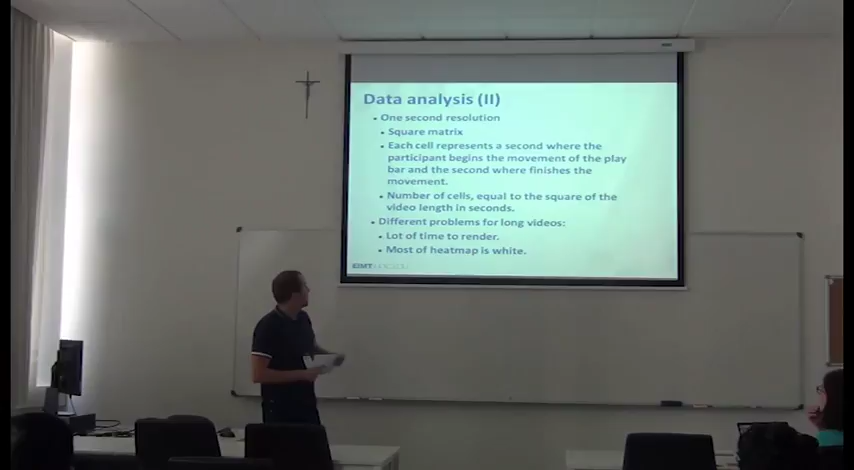 Data analysis (II)
• One second resolution
• Square matrix
• Each cell represents a second where the
participant begins the movement of the play
bar and the second where finishes the
movement.
• Number of cells, equal to the square of the
video length in seconds.
• Different problems for long videos:
• Lot of time to render.
• Most of heatmap is white.
EIMT